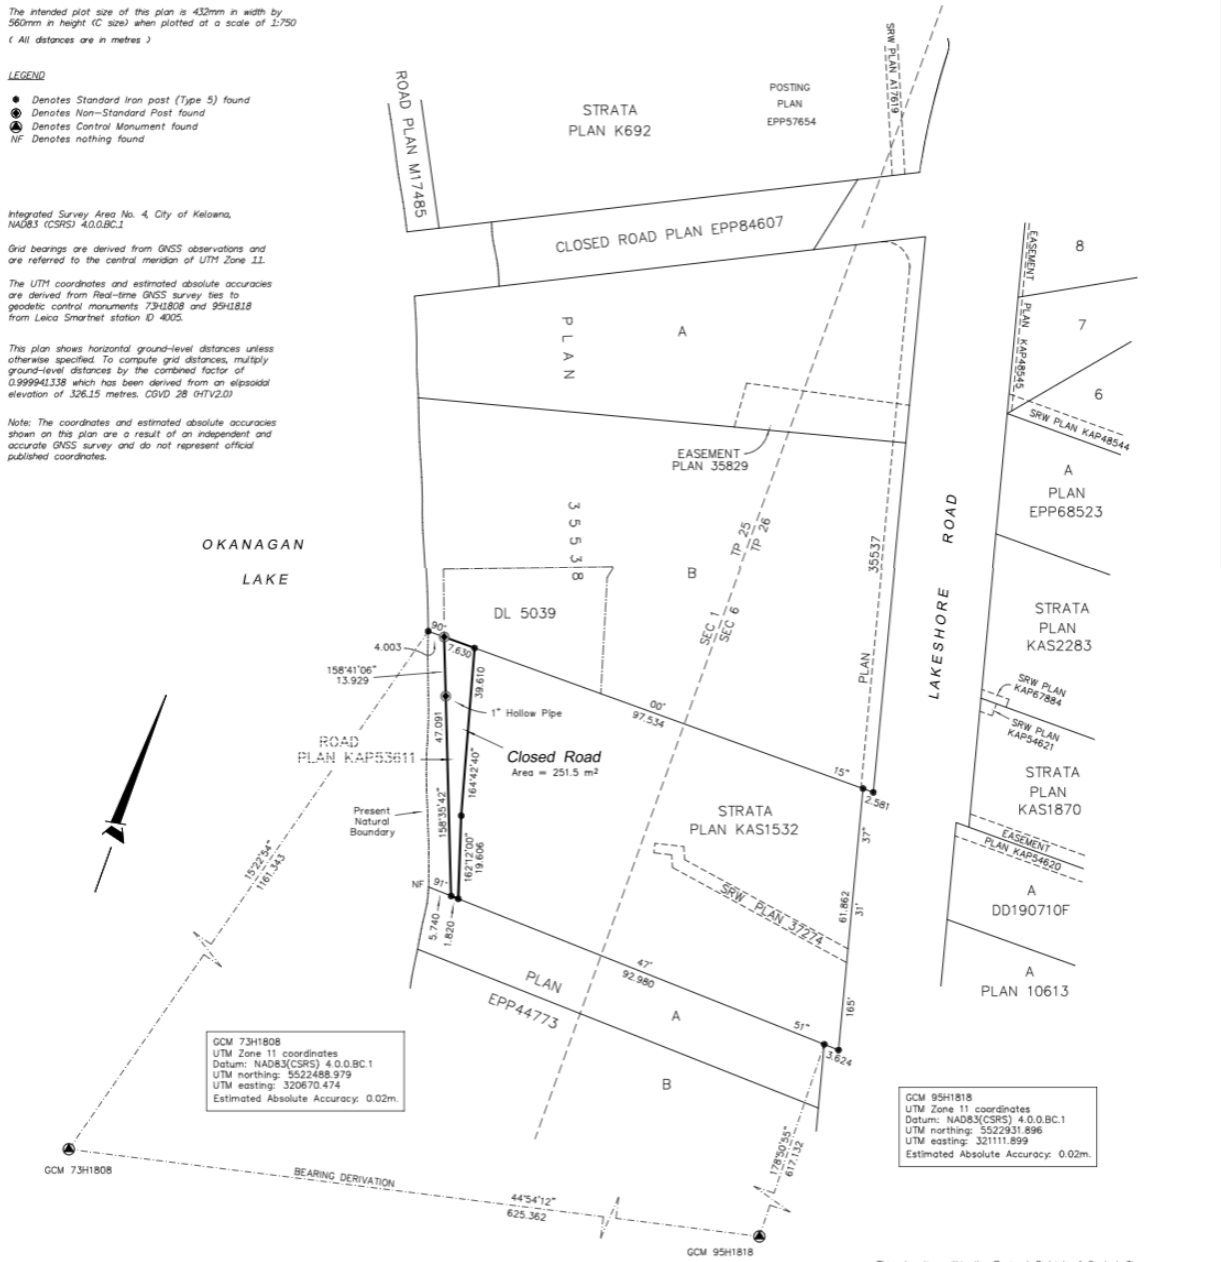 The intended plot size of this plan is 432mm in width by
560mm in height (C size) when plotted at a scale of 1:750
( All distances are in metres )
LEGEND
Denotes Standard Iron post (Type 5) found
Denotes Non-Standard Post found
Denotes Control Monument found
NF Denotes nothing found
Integrated Survey Area No. 4, City of Kelowna,
NAD83 (CSRS) 4.0.0.BC.1
Grid bearings are derived from GNSS observations and
are referred to the central meridian of UTM Zone 11.
The UTM coordinates and estimated absolute accuracies
are derived from Real-time GNSS survey ties to
geodetic control monuments 73H1808 and 95H1818
from Leica Smartnet station ID 4005.
This plan shows horizontal ground-level distances unless
otherwise specified. To compute grid distances, multiply
ground-level distances by the combined factor of
0.999941338 which has been derived from an elipsoidal
elevation of 326.15 metres. CGVD 28 (HTV2.0)
Note: The coordinates and estimated absolute accuracies
shown on this plan are a result of an independent and
accurate GNSS survey and do not represent official
published coordinates.
ROAD PLAN M17485
STRATA
PLAN K692
POSTING
PLAN
EPP57654
SRW PLAN A17619
CLOSED ROAD PLAN EPP84607
EASEMENT
PLAN KAP48545
8
7
6
SRW PLAN KAP48544
PLAN
A
EASEMENT
PLAN 35829
35538
A
PLAN
EPP68523
LAKESHORE ROAD
OKANAGAN
LAKE
TP 25
TP 26
35537
PLAN
B
DL 5039
SEC 1
SEC 6
STRATA
PLAN
KAS2283
90°
4.003
7.630
158°41'06"
13.929
39.610
1" Hollow Pipe
00'
97.534
15"
2.581
SRW PLAN
KAP67884
SRW PLAN
KAP54621
ROAD
PLAN KAP53611
47.091
Closed Road
Area = 251.5 m²
164°42'40"
158°35'42"
Present
Natural
Boundary
STRATA
PLAN KAS1532
STRATA
PLAN
KAS1870
37"
EASEMENT
PLAN KAP54620
162°12'00"
19.606
15°22'54"
1161.343
NF
91°
5.740
1.820
SRW PLAN 37274
61.862
31'
A
DD190710F
47'
92.980
PLAN
EPP44773
A
A
PLAN 10613
165°
51"
3.624
B
GCM 73H1808
UTM Zone 11 coordinates
Datum: NAD83(CSRS) 4.0.0.BC.1
UTM northing: 5522488.979
UTM easting: 320670.474
Estimated Absolute Accuracy: 0.02m.
GCM 95H1818
UTM Zone 11 coordinates
Datum: NAD83(CSRS) 4.0.0.BC.1
UTM northing: 5522931.896
UTM easting: 321111.899
Estimated Absolute Accuracy: 0.02m.
178°50'55"
617.132
GCM 73H1808
BEARING DERIVATION
44°54'12"
625.362
GCM 95H1818